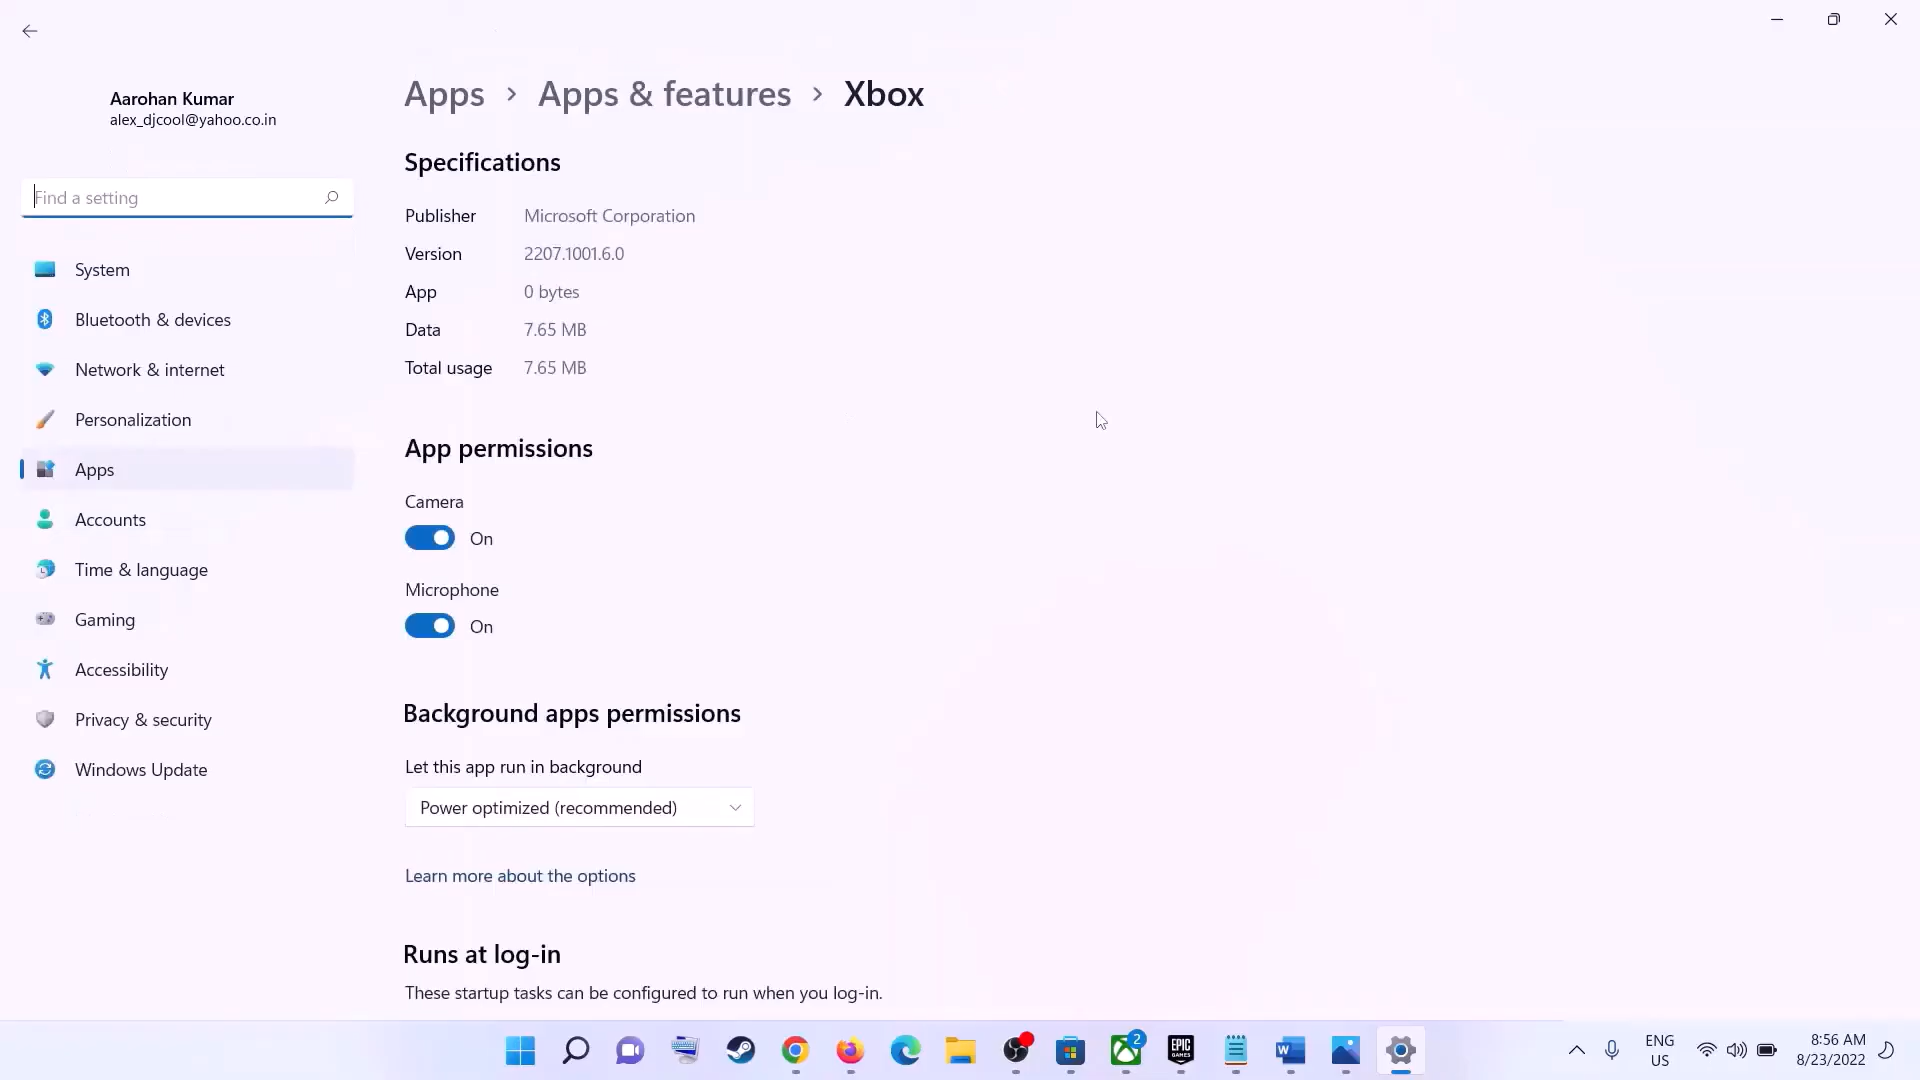 Aarohan Kumar
alex_djcool@yahoo.co.in
Find a setting
System
Bluetooth & devices
Network & internet
Personalization
Apps
Accounts
Time & language
Gaming
Accessibility
Privacy & security
Windows Update
Apps > Apps & features > Xbox
Specifications
Publisher Microsoft Corporation
Version 2207.1001.6.0
App 0 bytes
Data 7.65 MB
Total usage 7.65 MB
App permissions
Camera
On
Microphone
On
Background apps permissions
Let this app run in background
Power optimized (recommended)
Learn more about the options
Runs at log-in
These startup tasks can be configured to run when you log-in.
2
EPIC
GAMES
W
ENG
US
8:56 AM
8/23/2022